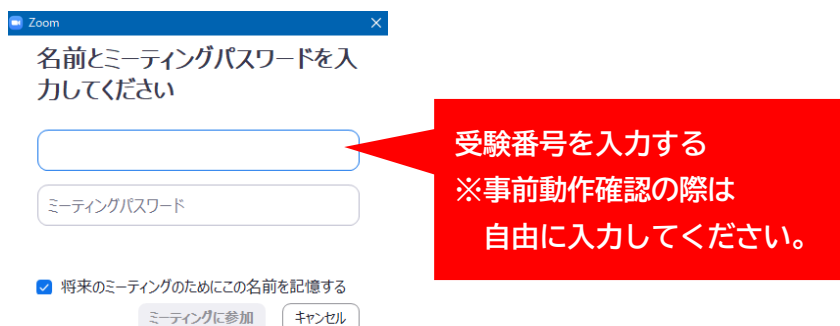 Zoom
名前とミーティングパスワードを入
力してください
受験番号を入力する
※事前動作確認の際は
自由に入力してください。
ミーティングパスワード
将来のミーティングのためにこの名前を記憶する
ミーティングに参加 キャンセル